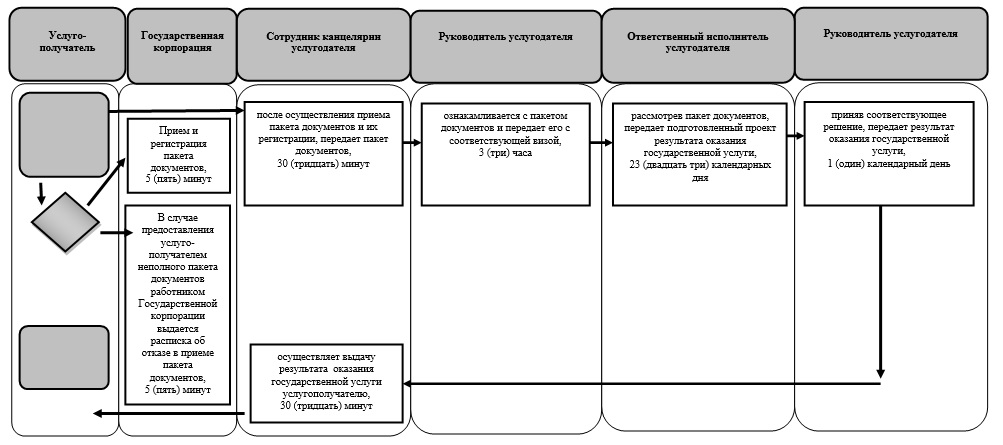 Услуго-
получатель
Государственная
корпорация
Сотрудник канцелярии
услугодателя
Руководитель услугодателя
Ответственный исполнитель
услугодателя
Руководитель услугодателя
Прием и
регистрация
пакета
документов,
5 (пять) минут
В случае
предоставления
услуго-
получателем
неполного пакета
документов
работником
Государственной
корпорации
выдается
расписка об
отказе в приеме
пакета
документов,
5 (пять) минут
после осуществления приема
пакета документов и их
регистрации, передает пакет
документов,
30 (тридцать) минут
ознакамливается с пакетом
документов и передает его с
соответствующей визой,
3 (три) часа
рассмотрев пакет документов,
передает подготовленный проект
результата оказания
государственной услуги,
23 (двадцать три) календарных
дня
приняв соответствующее
решение, передает результат
оказания государственной
услуги,
1 (один) календарный день
осуществляет выдачу
результата оказания
государственной услуги
услугополучателю,
30 (тридцать) минут